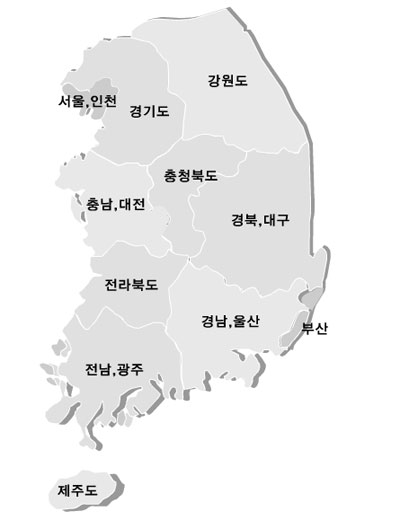 강원도
서울,인천
경기도
충청북도
충남,대전
경북,대구
전라북도
경남,울산
부산
전남,광주
제주도